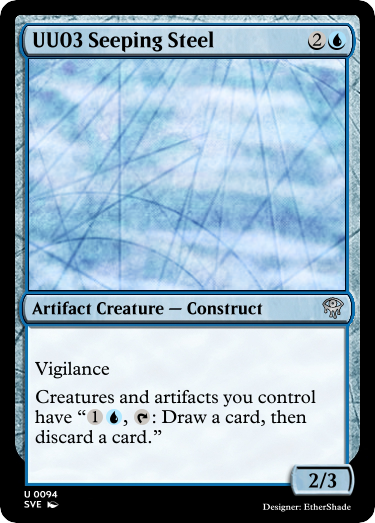 UU03 Seeping Steel 2
Artifact Creature — Construct
Vigilance
Creatures and artifacts you control
have “1 , : Draw a card, then
discard a card.”
2/3
U 0094
SVE
Designer: EtherShade